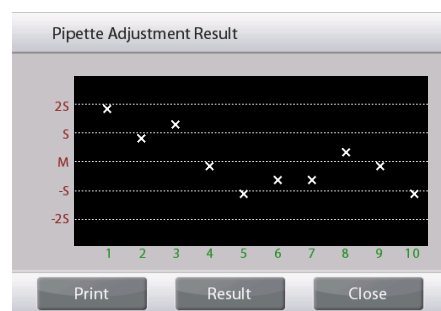 Pipette Adjustment Result
2S
S
M
-S
-2S
1 2 3 4 5 6 7 8 9 10
Print Result Close